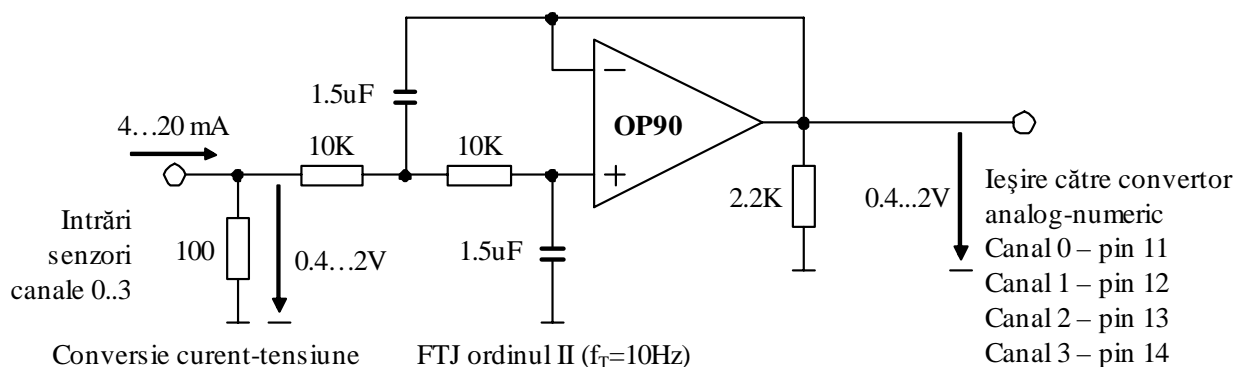 1.5uF
OP90
4…20 mA
10K
10K
Intrări
senzori
canale 0..3
100
0.4…2V
1.5uF
2.2K
0.4...2V
Ieşire către convertor
analog-numeric
Canal 0 – pin 11
Canal 1 – pin 12
Canal 2 – pin 13
Canal 3 – pin 14
Conversie curent-tensiune
FTJ ordinul II (fT=10Hz)